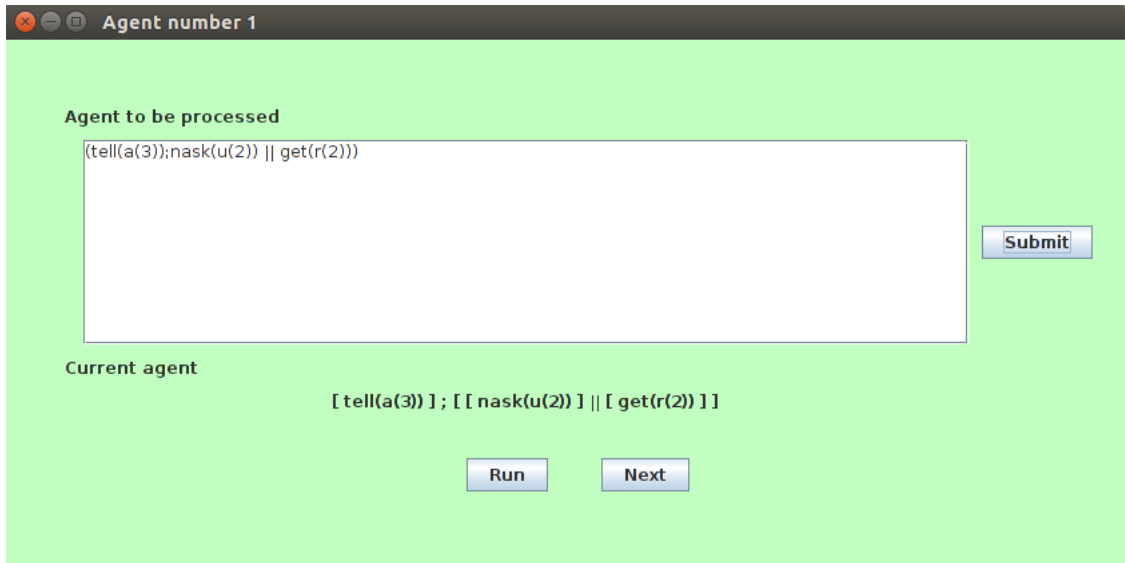 Agent number 1
Agent to be processed
(tell(a(3));nask(u(2)) || get(r(2)))
Submit
Current agent
[ tell(a(3)) ] ; [ [ nask(u(2)) ] || [ get(r(2)) ] ]
Run Next